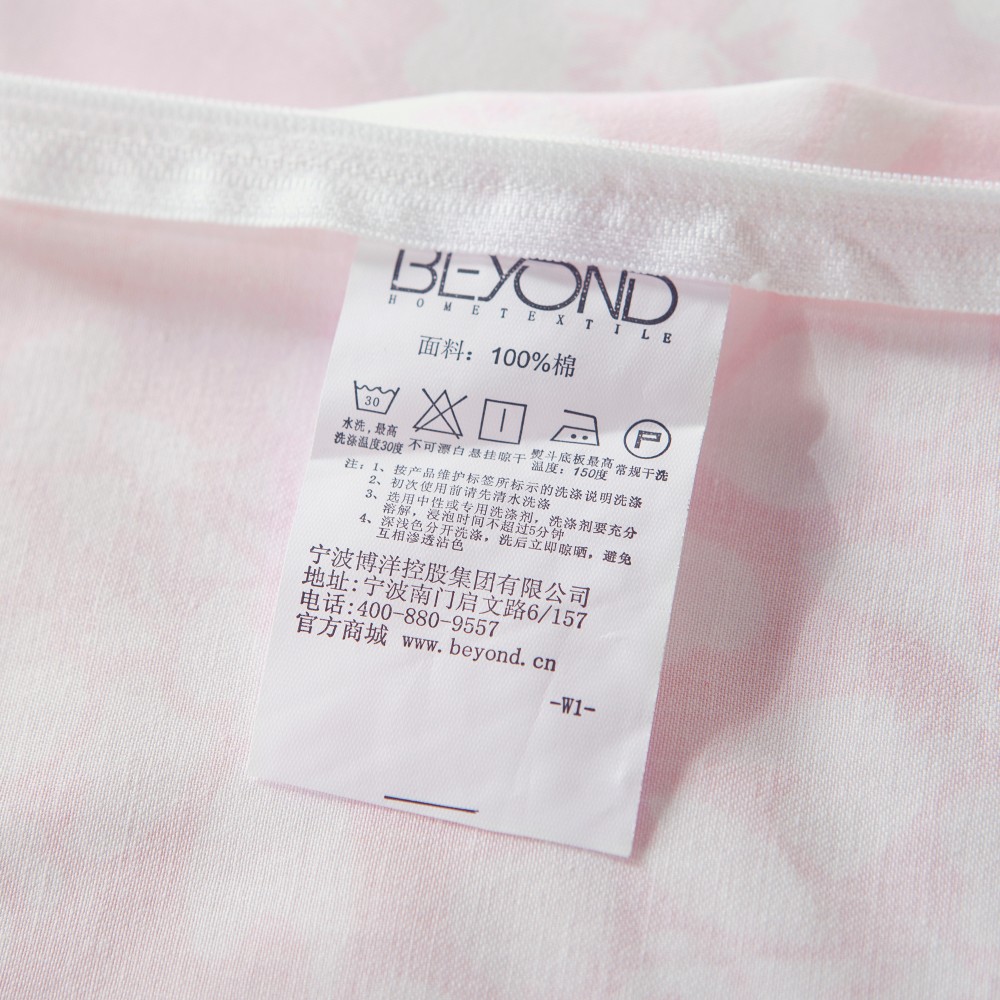 BEYOND
HOMETEXTILE
面料：100%棉
30
P
水洗，最高
洗涤温度30度
不可漂白
悬挂晾干
熨斗底板最高
温度：150度
常规干洗
注：1、按产品维护标签所标示的洗涤说明洗涤
2、初次使用前请先清水洗涤
3、选用中性或专用洗涤剂，洗涤剂要充分
溶解，浸泡时间不超过5分钟
4、深浅色分开洗涤，洗后立即晾晒，避免
互相渗透沾色
宁波博洋控股集团有限公司
地址：宁波南门启文路6/157
电话：400-880-9557
官方商城 www.beyond.cn
-W1-